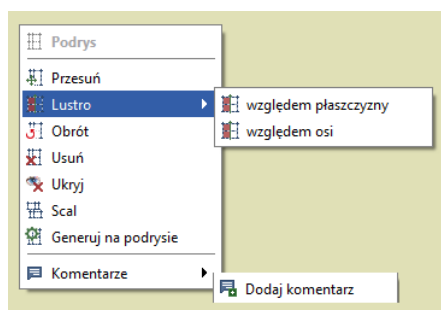 Podrys
Przesuń
Lustro
względem płaszczyzny
względem osi
Obrót
Usuń
Ukryj
Scal
Generuj na podrysie
Komentarze
Dodaj komentarz